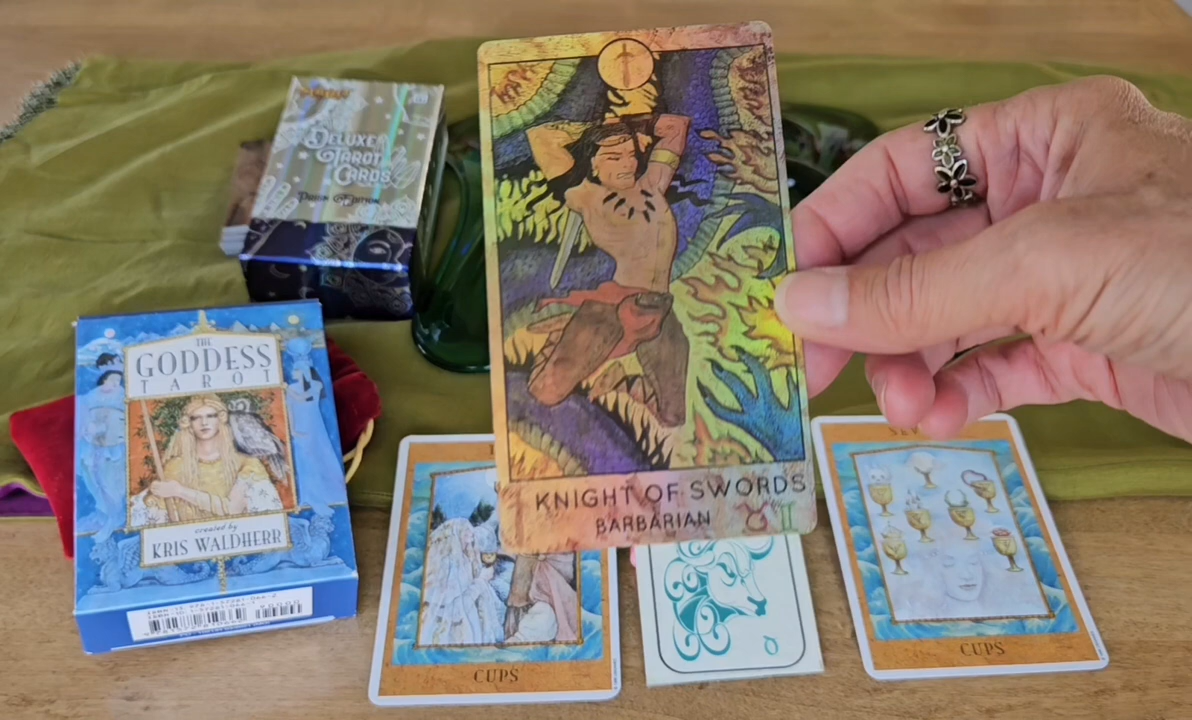 DELUXE
TAROT
CARDS
THE
GODDESS
TAROT
created by
KRIS WALDHERR
KNIGHT OF SWORDS
BARBARIAN
CUPS
CUPS